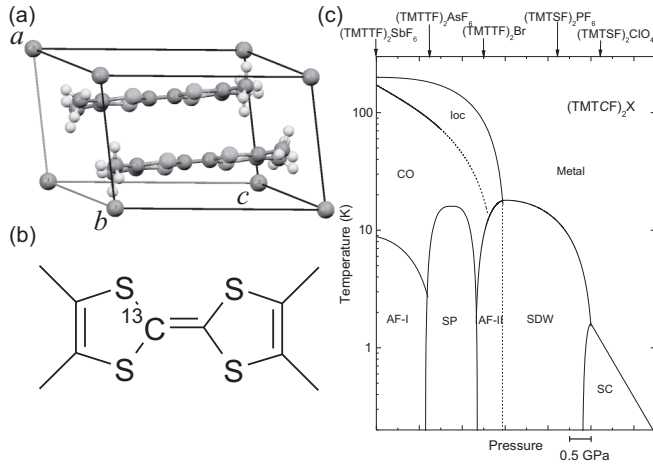 (a)
a
b
c
(b)
S
S
13
C
S
S
(c)
(TMTTF)₂SbF₆
(TMTTF)₂AsF₆
(TMTTF)₂Br
(TMTSF)₂PF₆
(TMTSF)₂ClO₄
Temperature (K)
100
10
1
loc
(TMTCF)₂X
CO
Metal
AF-I
SP
AF-II
SDW
SC
Pressure
0.5 GPa